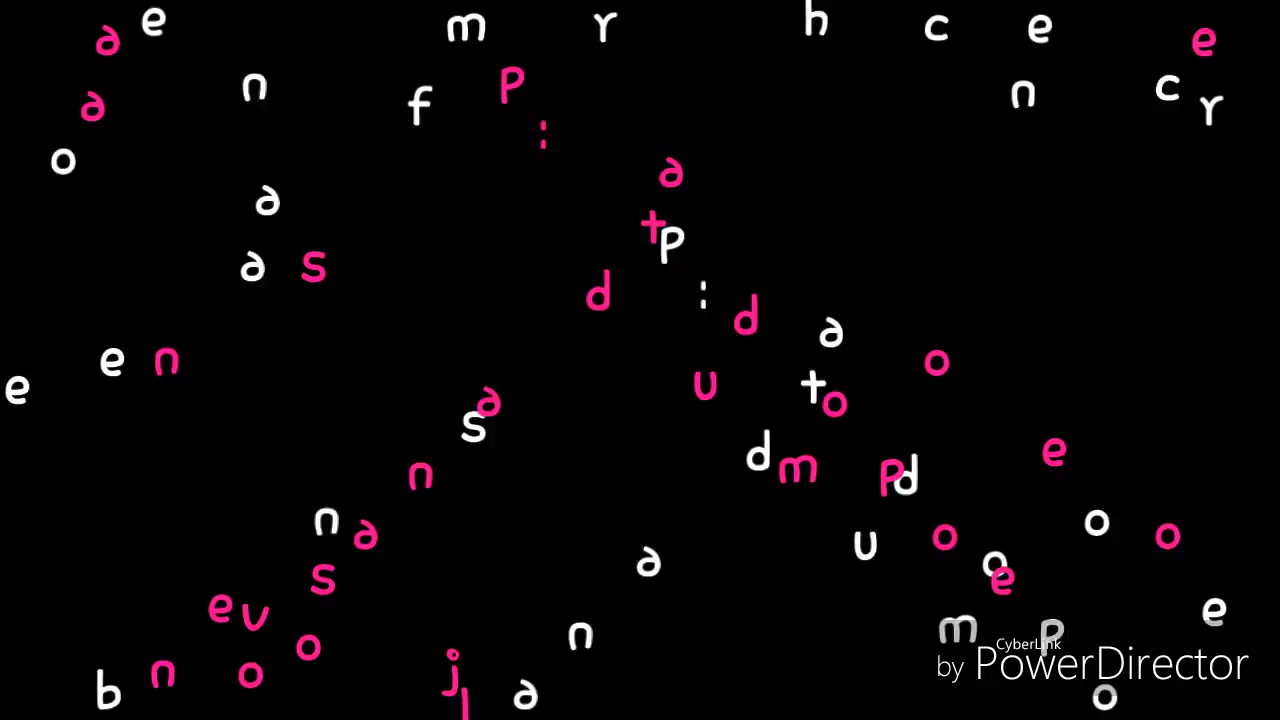 a e m r h c e e
a n f p n c r
o :
a a
t p
a s d : d a
e e n u t o o
s a
n d m p d e
n a u o o o
s a o e
e v o n m p e
b n o j l a o
CyberLink
by PowerDirector